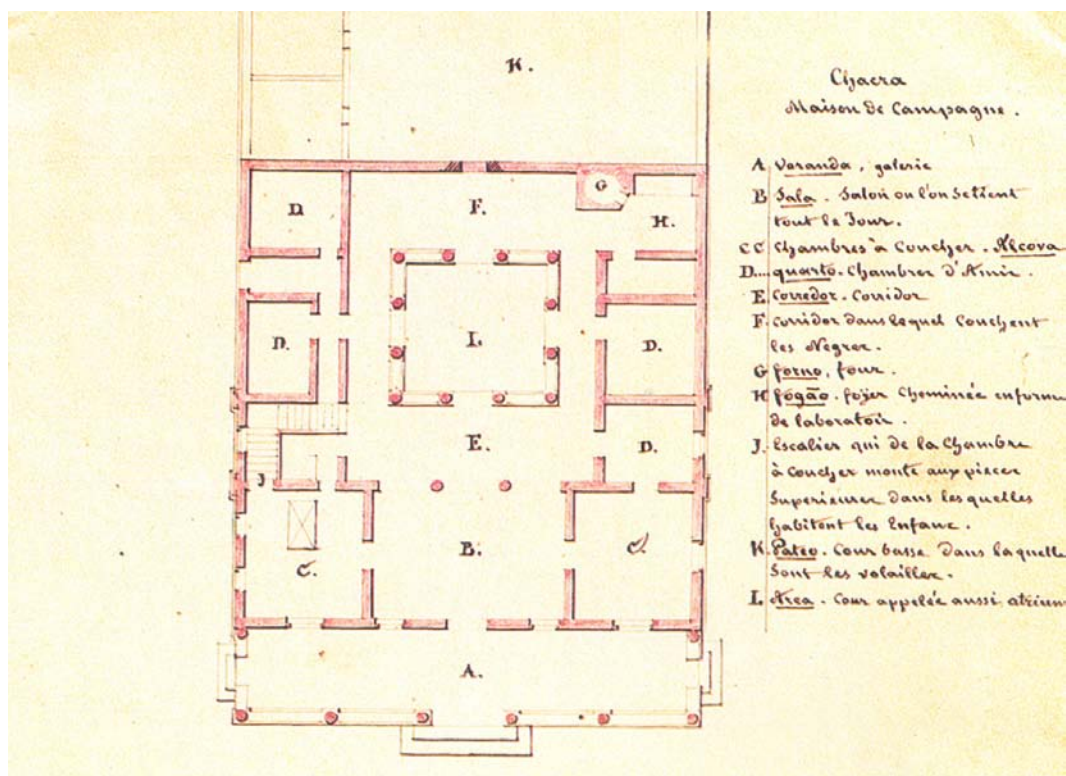 K.
Chacra
Maison de Campagne.
A Varanda, galerie
B Sala. Salon ou l'on se tient
tout le Jour.
CC Chambres à Coucher. Alcova
D.... quarto. Chambres d'Amis.
E Corredor. Corridor
F. Corridor dans lequel Couchent
les Negres.
G forno, four.
H fogão. foyer Cheminée en forme
de laboratoir.
J. Escalier qui de la Chambre
à Coucher monte aux pieces
Superieures dans lesquelles
habitent les Enfans.
K. Pateo. Cour basse dans laquelle
Sont les volailles.
I. Area. Cour appelée aussi atrium
D.
F.
G
H.
D.
I.
D.
E.
D.
J
C.
B.
C.
A.